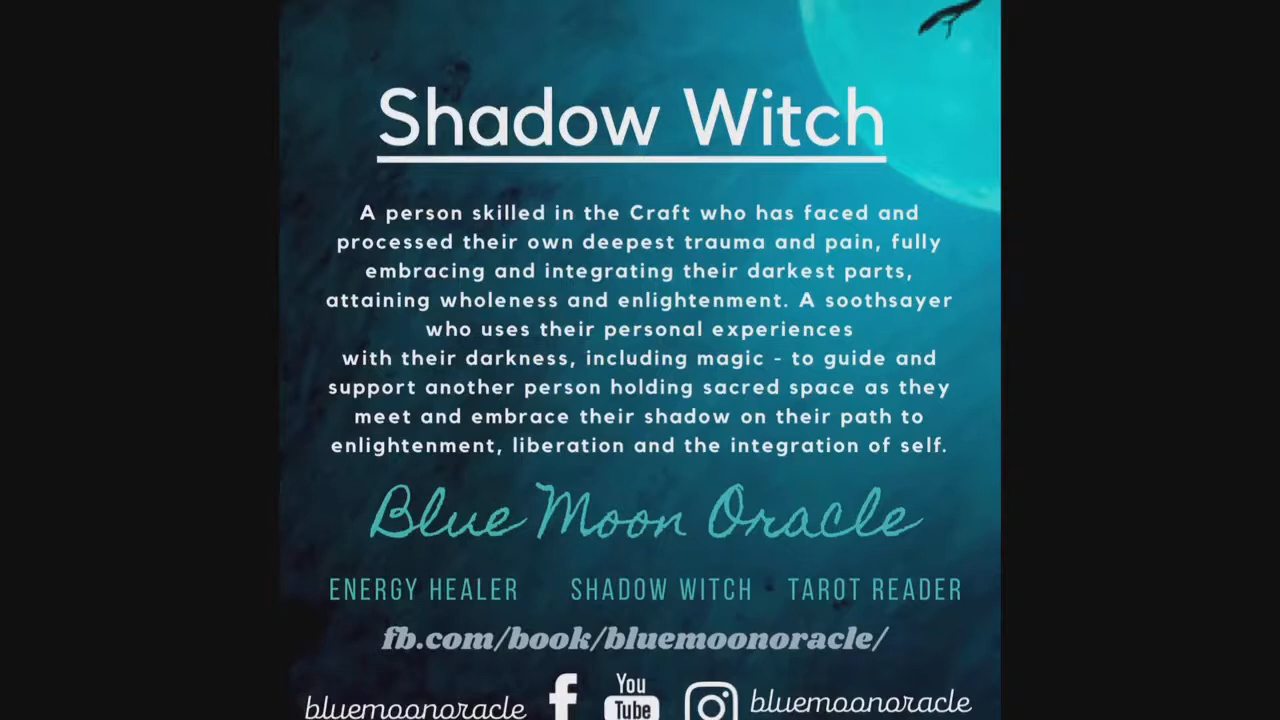 Shadow Witch
A person skilled in the Craft who has faced and
processed their own deepest trauma and pain, fully
embracing and integrating their darkest parts,
attaining wholeness and enlightenment. A soothsayer
who uses their personal experiences
with their darkness, including magic - to guide and
support another person holding sacred space as they
meet and embrace their shadow on their path to
enlightenment, liberation and the integration of self.
Blue Moon Oracle
ENERGY HEALER SHADOW WITCH - TAROT READER
fb.com/book/bluemoonoracle/
bluemoonoracle f You Tube bluemoonoracle